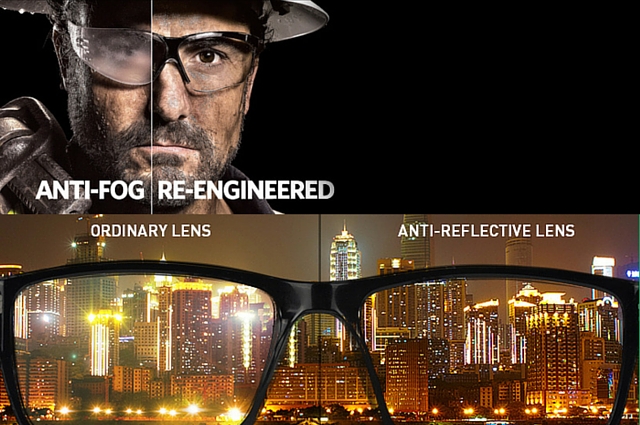 ANTI-FOG RE-ENGINEERED
ORDINARY LENS
ANTI-REFLECTIVE LENS